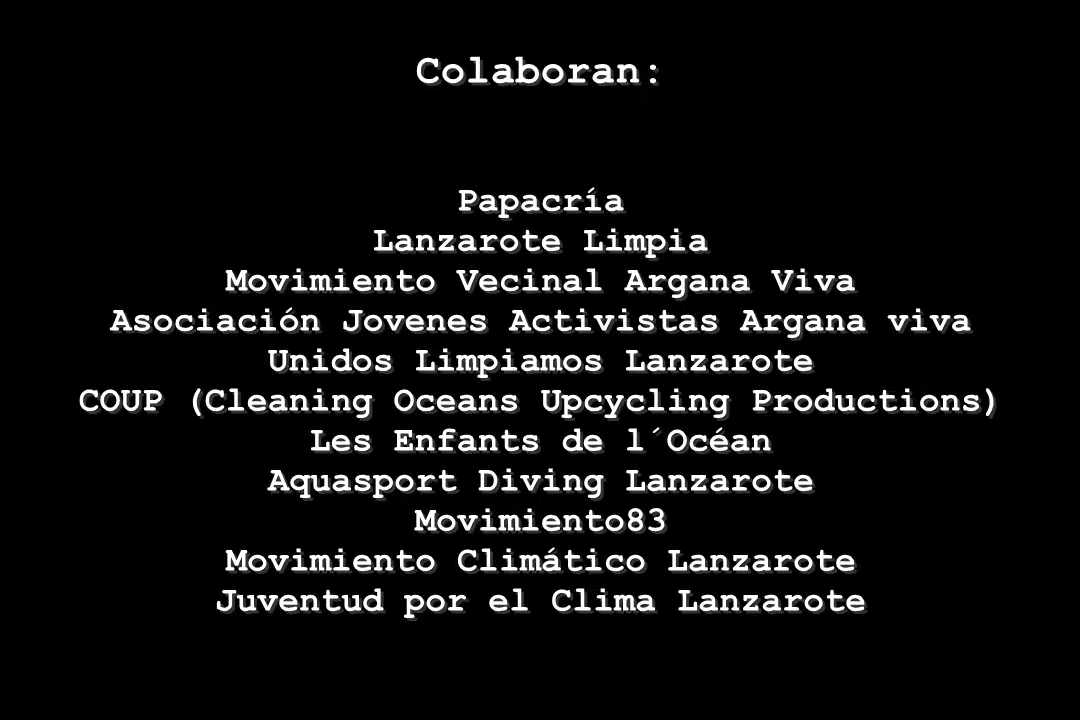 Colaboran:
Papacría
Lanzarote Limpia
Movimiento Vecinal Argana Viva
Asociación Jovenes Activistas Argana viva
Unidos Limpiamos Lanzarote
COUP (Cleaning Oceans Upcycling Productions)
Les Enfants de l´Océan
Aquasport Diving Lanzarote
Movimiento83
Movimiento Climático Lanzarote
Juventud por el Clima Lanzarote